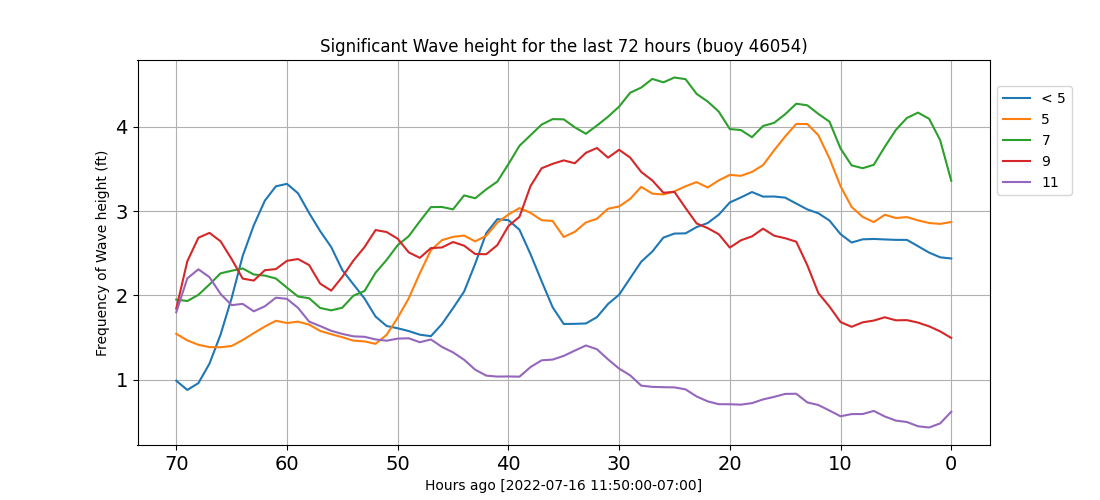 Significant Wave height for the last 72 hours (buoy 46054)
Frequency of Wave height (ft)
4
3
2
1
70 60 50 40 30 20 10 0
Hours ago [2022-07-16 11:50:00-07:00]
< 5
5
7
9
11